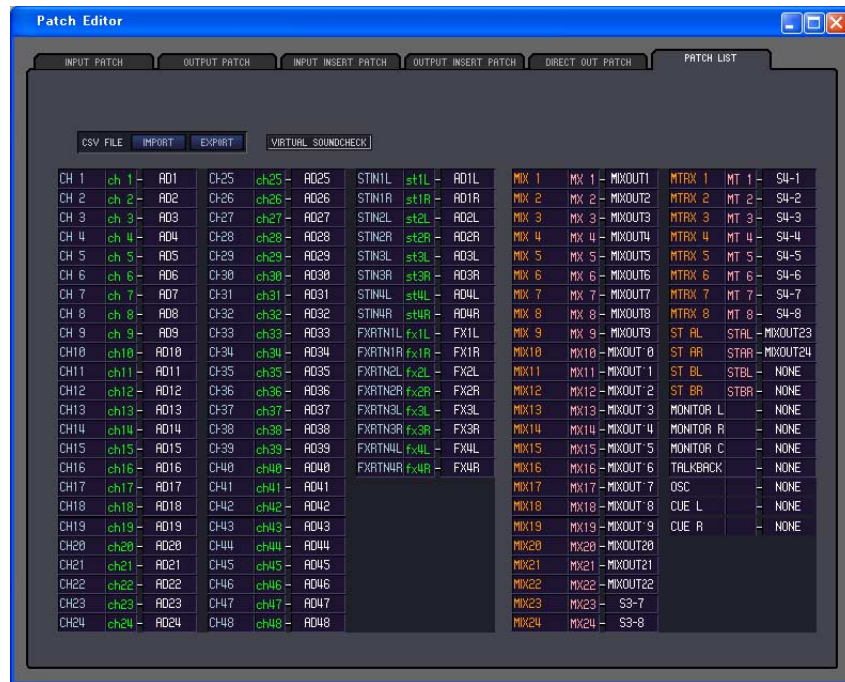 Patch Editor
INPUT PATCH OUTPUT PATCH INPUT INSERT PATCH OUTPUT INSERT PATCH DIRECT OUT PATCH PATCH LIST
CSV FILE IMPORT EXPORT VIRTUAL SOUNDCHECK
CH 1 ch 1 - AD1 CH25 ch25 - AD25 STIN1L st1L - AD1L MIX 1 MX 1 - MIXOUT1 MTRX 1 MT 1 - S4-1
CH 2 ch 2 - AD2 CH26 ch26 - AD26 STIN1R st1R - AD1R MIX 2 MX 2 - MIXOUT2 MTRX 2 MT 2 - S4-2
CH 3 ch 3 - AD3 CH27 ch27 - AD27 STIN2L st2L - AD2L MIX 3 MX 3 - MIXOUT3 MTRX 3 MT 3 - S4-3
CH 4 ch 4 - AD4 CH28 ch28 - AD28 STIN2R st2R - AD2R MIX 4 MX 4 - MIXOUT4 MTRX 4 MT 4 - S4-4
CH 5 ch 5 - AD5 CH29 ch29 - AD29 STIN3L st3L - AD3L MIX 5 MX 5 - MIXOUT5 MTRX 5 MT 5 - S4-5
CH 6 ch 6 - AD6 CH30 ch30 - AD30 STIN3R st3R - AD3R MIX 6 MX 6 - MIXOUT6 MTRX 6 MT 6 - S4-6
CH 7 ch 7 - AD7 CH31 ch31 - AD31 STIN4L st4L - AD4L MIX 7 MX 7 - MIXOUT7 MTRX 7 MT 7 - S4-7
CH 8 ch 8 - AD8 CH32 ch32 - AD32 STIN4R st4R - AD4R MIX 8 MX 8 - MIXOUT8 MTRX 8 MT 8 - S4-8
CH 9 ch 9 - AD9 CH33 ch33 - AD33 FXRTN1L fx1L - FX1L MIX 9 MX 9 - MIXOUT9 ST AL STAL - MIXOUT23
CH10 ch10 - AD10 CH34 ch34 - AD34 FXRTN1R fx1R - FX1R MIX10 MX10 - MIXOUT10 ST AR STAR - MIXOUT24
CH11 ch11 - AD11 CH35 ch35 - AD35 FXRTN2L fx2L - FX2L MIX11 MX11 - MIXOUT11 ST BL STBL - NONE
CH12 ch12 - AD12 CH36 ch36 - AD36 FXRTN2R fx2R - FX2R MIX12 MX12 - MIXOUT12 ST BR STBR - NONE
CH13 ch13 - AD13 CH37 ch37 - AD37 FXRTN3L fx3L - FX3L MIX13 MX13 - MIXOUT13 MONITOR L - NONE
CH14 ch14 - AD14 CH38 ch38 - AD38 FXRTN3R fx3R - FX3R MIX14 MX14 - MIXOUT14 MONITOR R - NONE
CH15 ch15 - AD15 CH39 ch39 - AD39 FXRTN4L fx4L - FX4L MIX15 MX15 - MIXOUT15 MONITOR C - NONE
CH16 ch16 - AD16 CH40 ch40 - AD40 FXRTN4R fx4R - FX4R MIX16 MX16 - MIXOUT16 TALKBACK - NONE
CH17 ch17 - AD17 CH41 ch41 - AD41 MIX17 MX17 - MIXOUT17 OSC - NONE
CH18 ch18 - AD18 CH42 ch42 - AD42 MIX18 MX18 - MIXOUT18 CUE L - NONE
CH19 ch19 - AD19 CH43 ch43 - AD43 MIX19 MX19 - MIXOUT19 CUE R - NONE
CH20 ch20 - AD20 CH44 ch44 - AD44 MIX20 MX20 - MIXOUT20
CH21 ch21 - AD21 CH45 ch45 - AD45 MIX21 MX21 - MIXOUT21
CH22 ch22 - AD22 CH46 ch46 - AD46 MIX22 MX22 - MIXOUT22
CH23 ch23 - AD23 CH47 ch47 - AD47 MIX23 MX23 - S3-7
CH24 ch24 - AD24 CH48 ch48 - AD48 MIX24 MX24 - S3-8